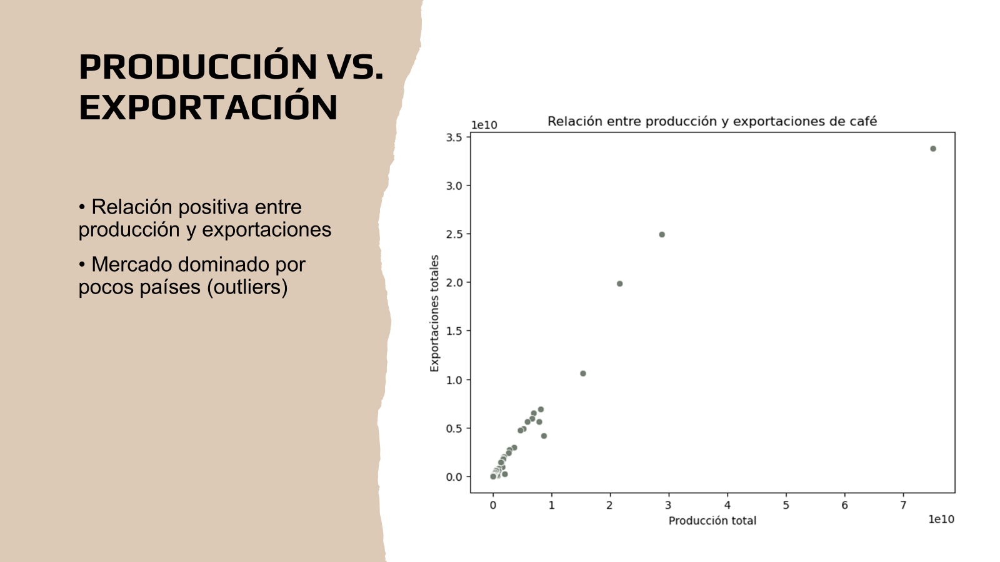 PRODUCCIÓN VS.
EXPORTACIÓN
• Relación positiva entre
producción y exportaciones
• Mercado dominado por
pocos países (outliers)
Relación entre producción y exportaciones de café
1e10
3.5
3.0
2.5
2.0
1.5
1.0
0.5
0.0
Exportaciones totales
0 1 2 3 4 5 6 7
1e10
Producción total